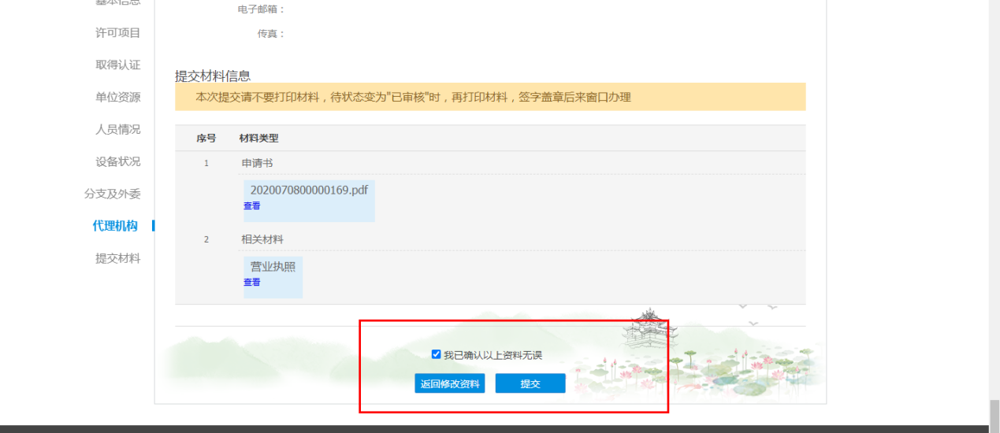 基本信息
电子邮箱：
许可项目
传真：
取得认证
提交材料信息
单位资源
本次提交请不要打印材料，待状态变为"已审核"时，再打印材料，签字盖章后来窗口办理
人员情况
序号 材料类型
设备状况
1 申请书
分支及外委
2020070800000169.pdf
查看
代理机构
2 相关材料
提交材料
营业执照
查看
我已确认以上资料无误
返回修改资料 提交